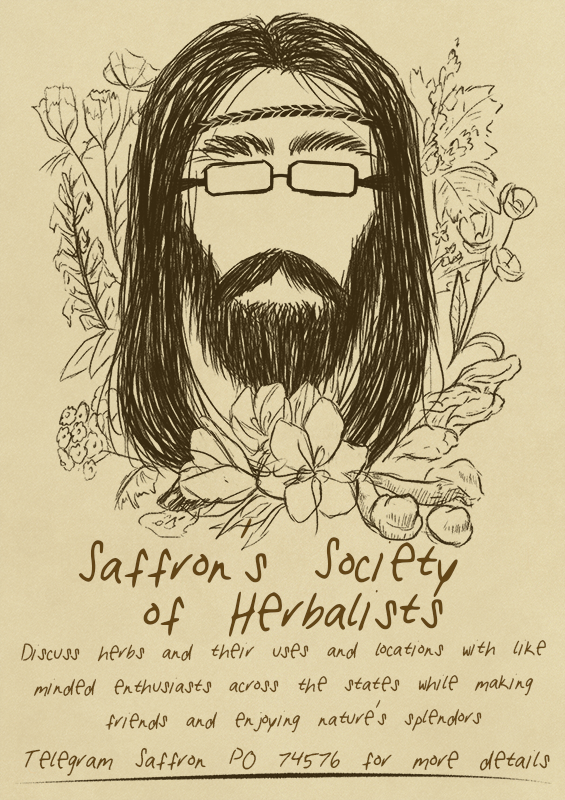 Saffron's Society
of Herbalists
Discuss herbs and their uses and locations with like
minded enthusiasts across the states while making
friends and enjoying nature's splendors
Telegram Saffron PO 74576 for more details